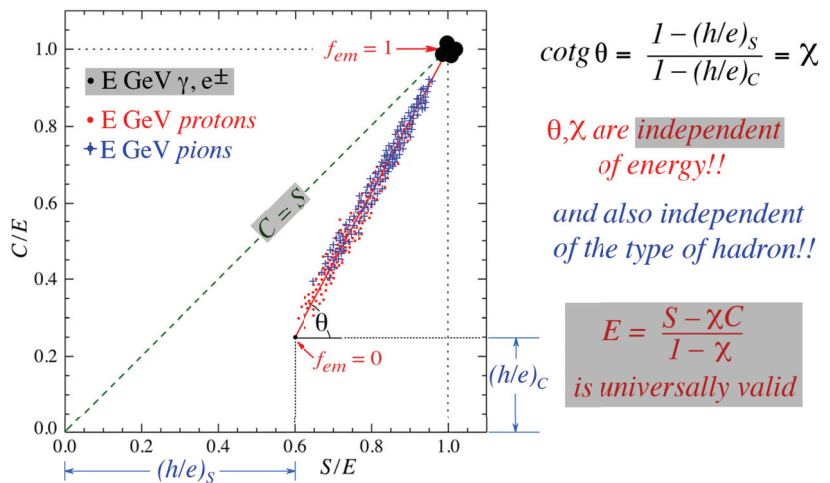 1.0
0.8
0.6
0.4
0.2
0.0
C/E
0.0 0.2 0.4 0.6 0.8 1.0
S/E
f_em = 1
• E GeV γ, e±
• E GeV protons
+ E GeV pions
C = S
θ
f_em = 0
(h/e)_S
(h/e)_C
cotg θ = \frac{1 – (h/e)_S}{1 – (h/e)_C} = χ
θ,χ are independent
of energy!!
and also independent
of the type of hadron!!
E = \frac{S – χC}{1 – χ}
is universally valid